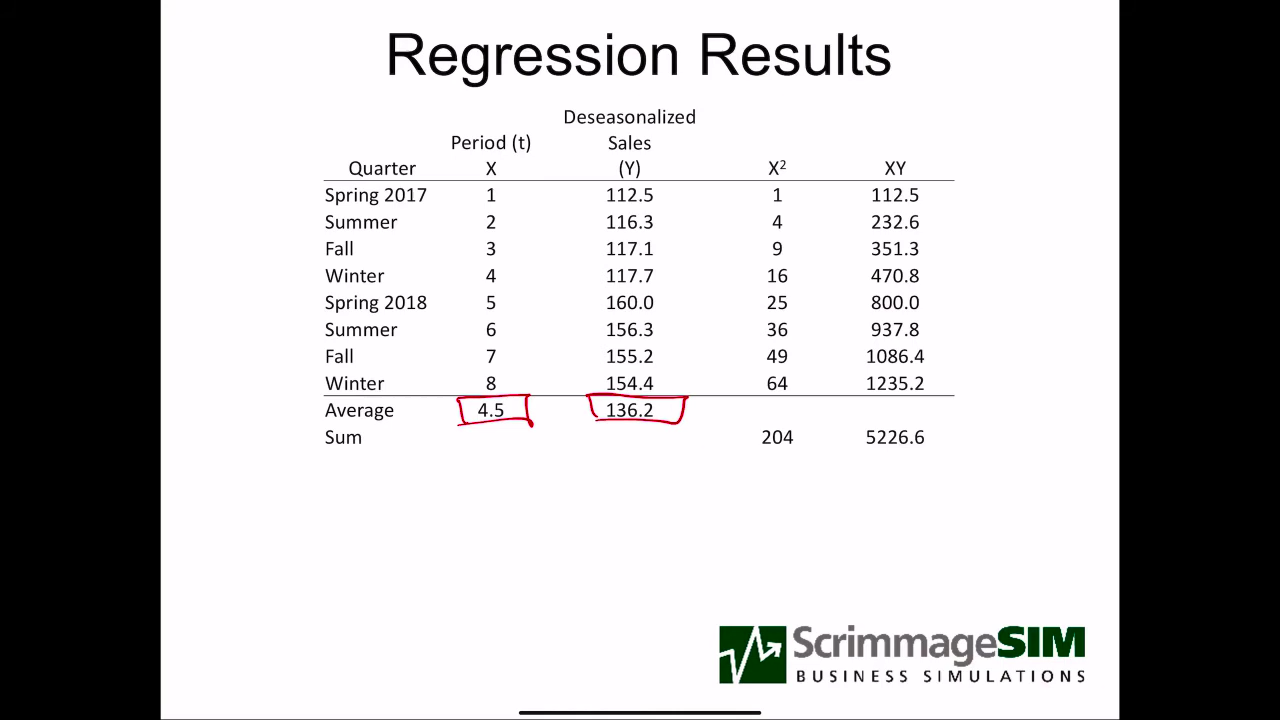 Regression Results
Deseasonalized
Period (t) Sales
Quarter X (Y) X² XY
Spring 2017 1 112.5 1 112.5
Summer 2 116.3 4 232.6
Fall 3 117.1 9 351.3
Winter 4 117.7 16 470.8
Spring 2018 5 160.0 25 800.0
Summer 6 156.3 36 937.8
Fall 7 155.2 49 1086.4
Winter 8 154.4 64 1235.2
Average 4.5 136.2
Sum 204 5226.6
ScrimmageSIM
BUSINESS SIMULATIONS